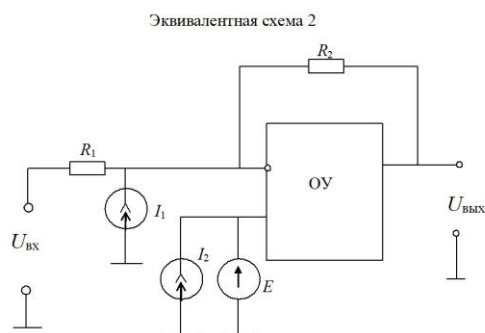 Эквивалентная схема 2
R2
R1
ОУ
I1
Uвх
I2
E
Uвых